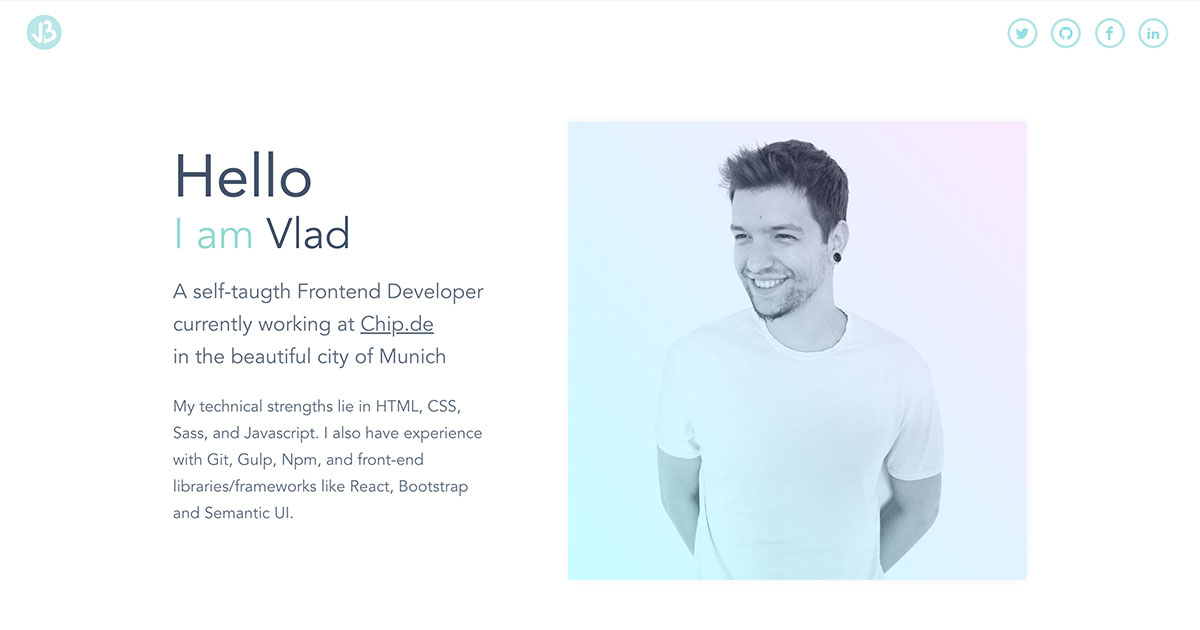 Hello
I am Vlad
A self-taugth Frontend Developer
currently working at Chip.de
in the beautiful city of Munich
My technical strengths lie in HTML, CSS,
Sass, and Javascript. I also have experience
with Git, Gulp, Npm, and front-end
libraries/frameworks like React, Bootstrap
and Semantic UI.